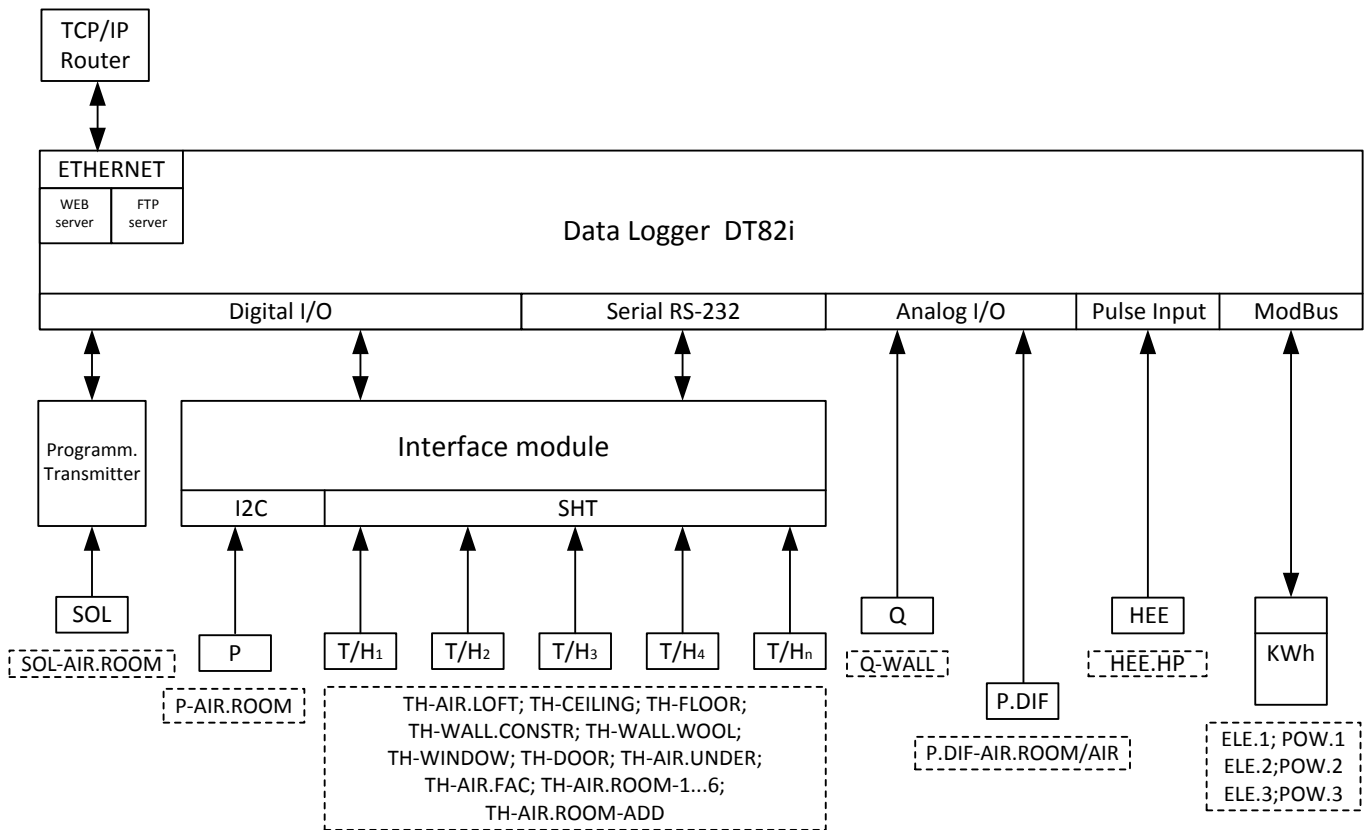 TCP/IP
Router
ETHERNET
WEB
server
FTP
server
Data Logger DT82i
Digital I/O
Serial RS-232
Analog I/O
Pulse Input
ModBus
Programm.
Transmitter
Interface module
I2C
SHT
SOL
SOL-AIR.ROOM
P
P-AIR.ROOM
T/H₁
T/H₂
T/H₃
T/H₄
T/Hₙ
TH-AIR.LOFT; TH-CEILING; TH-FLOOR;
TH-WALL.CONSTR; TH-WALL.WOOL;
TH-WINDOW; TH-DOOR; TH-AIR.UNDER;
TH-AIR.FAC; TH-AIR.ROOM-1...6;
TH-AIR.ROOM-ADD
Q
Q-WALL
P.DIF
P.DIF-AIR.ROOM/AIR
HEE
HEE.HP
KWh
ELE.1; POW.1
ELE.2;POW.2
ELE.3;POW.3